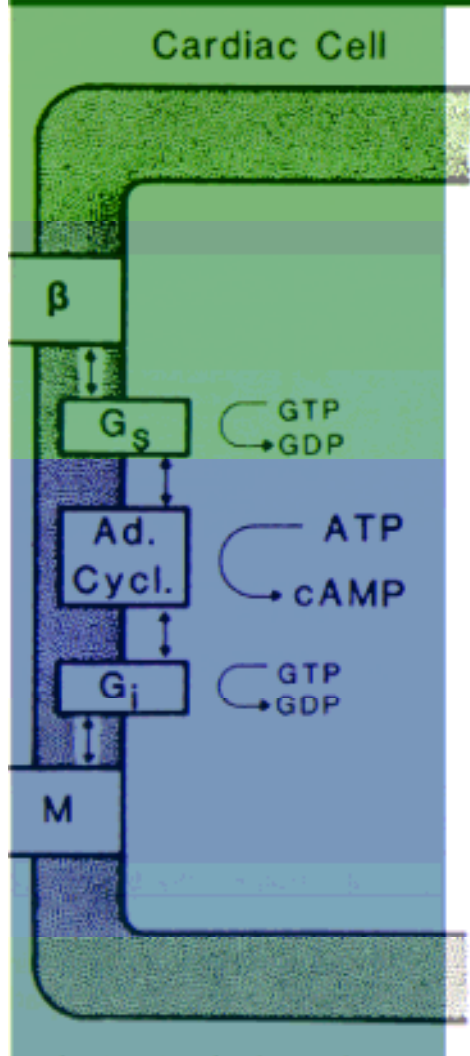 Cardiac Cell
β
Gs
GTP
GDP
Ad.
Cycl.
ATP
cAMP
Gi
GTP
GDP
M